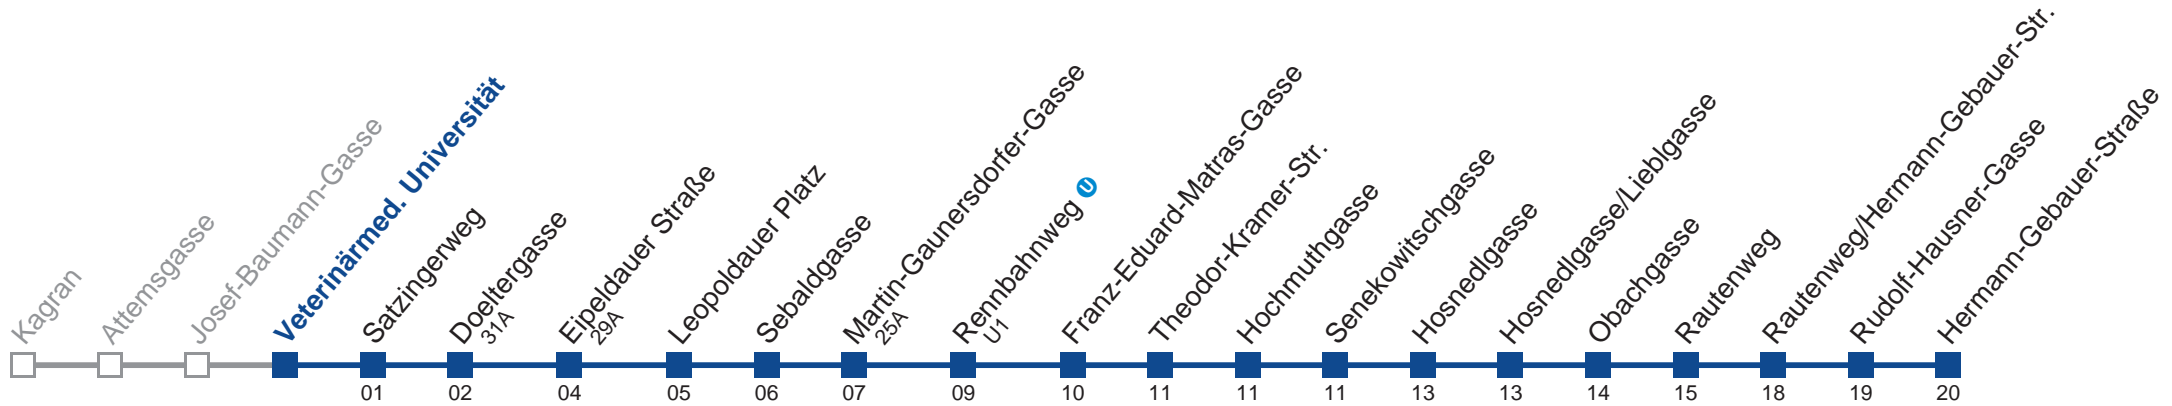 Kagran
Attemsgasse
Josef-Baumann-Gasse
Veterinärmed. Universität
Satzingerweg
Doeltergasse
31A
Eipeldauer Straße
29A
Leopoldauer Platz
Sebaldgasse
Martin-Gaunersdorfer-Gasse
25A
Rennbahnweg U
U1
Franz-Eduard-Matras-Gasse
Theodor-Kramer-Str.
Hochmuthgasse
Senekowitschgasse
Hosnedlgasse
Hosnedlgasse/Lieblgasse
Obachgasse
Rautenweg
Rautenweg/Hermann-Gebauer-Str.
Rudolf-Hausner-Gasse
Hermann-Gebauer-Straße
01 02 04 05 06 07 09 10 11 11 11 13 13 14 15 18 19 20